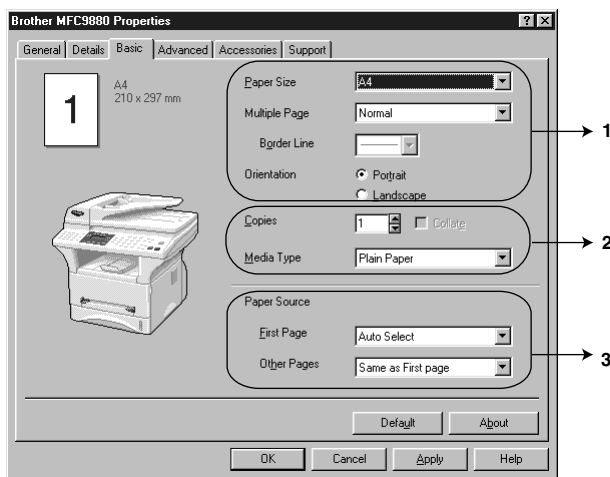 Brother MFC9880 Properties
General Details Basic Advanced Accessories Support
1
A4
210 x 297 mm
Paper Size A4
Multiple Page Normal
Border Line
Orientation Portrait
Landscape
1
Copies 1 Collate
Media Type Plain Paper
2
Paper Source
First Page Auto Select
Other Pages Same as First page
3
Default About
OK Cancel Apply Help